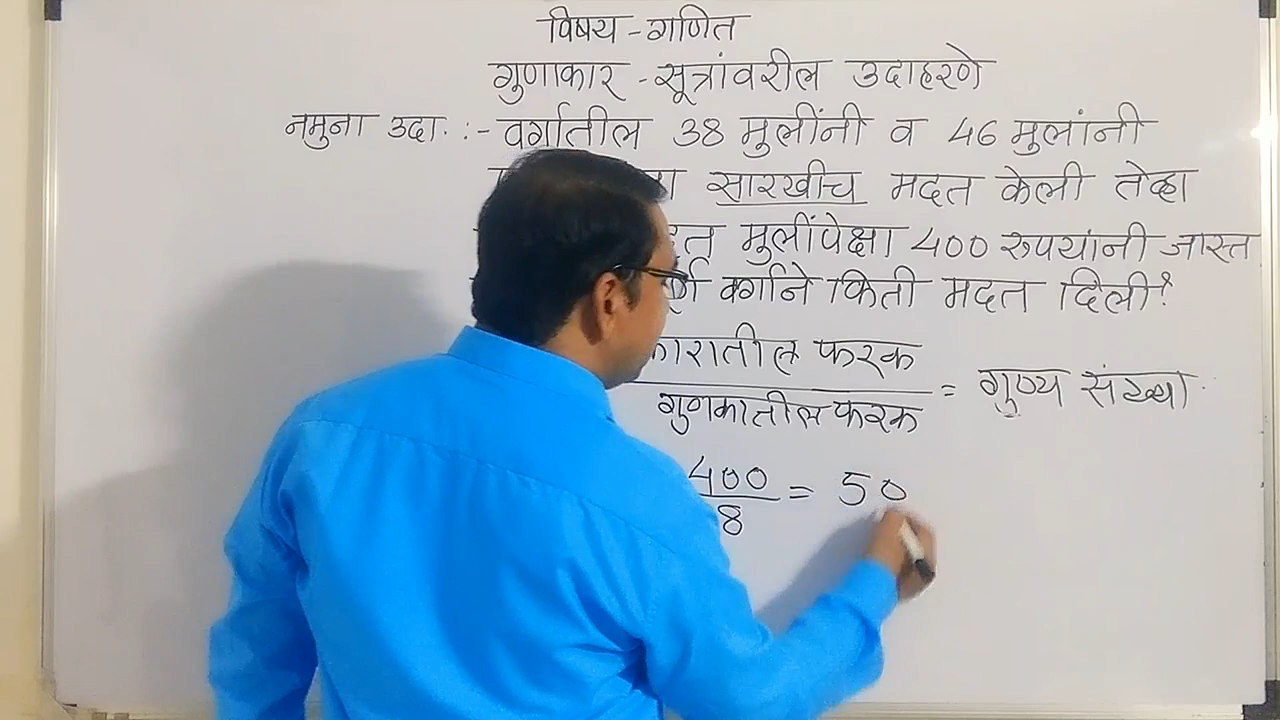 विषय - गणित
गुणाकार - सूत्रांवरील उदाहरणे
नमुना उदा. :- वर्गातील 38 मुलींनी व 46 मुलांनी
सारखीच मदत केली तेव्हा
मुलींपेक्षा 400 रुपयांनी जास्त
वर्गाने किती मदत दिली?
फरक
गुणकातील फरक = गुण्य संख्या
400
8 = 50